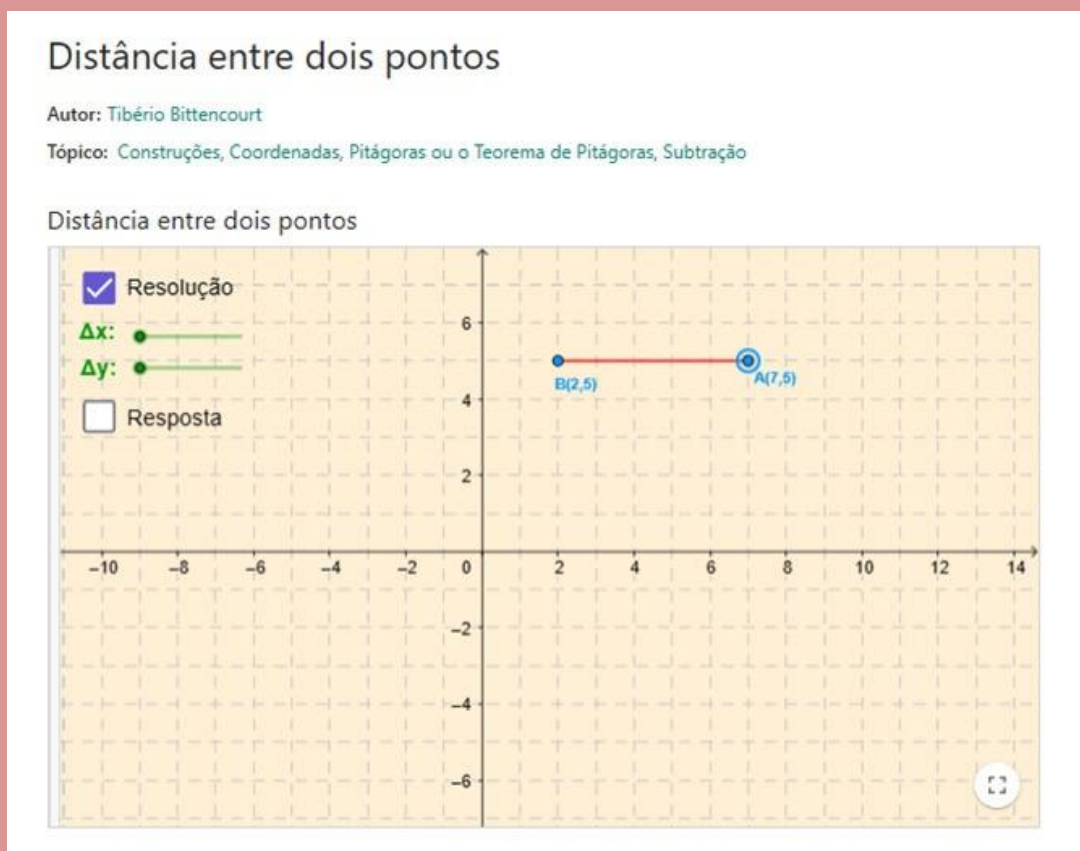 Distância entre dois pontos
Autor: Tibério Bittencourt
Tópico: Construções, Coordenadas, Pitágoras ou o Teorema de Pitágoras, Subtração
Distância entre dois pontos
Resolução
Δx:
Δy:
Resposta
6
B(2,5) A(7,5)
4
2
−10 −8 −6 −4 −2 0 2 4 6 8 10 12 14
−2
−4
−6